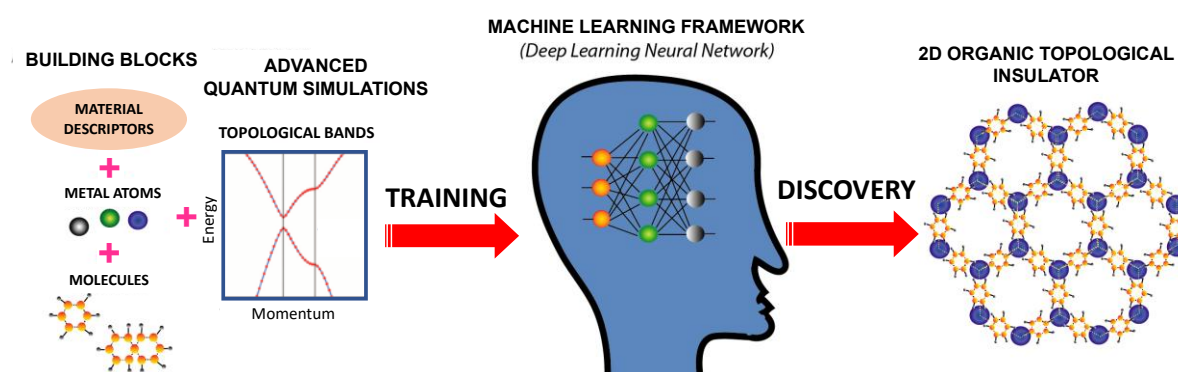 BUILDING BLOCKS
MATERIAL
DESCRIPTORS
METAL ATOMS
MOLECULES
ADVANCED
QUANTUM SIMULATIONS
TOPOLOGICAL BANDS
Energy
Momentum
TRAINING
MACHINE LEARNING FRAMEWORK
(Deep Learning Neural Network)
DISCOVERY
2D ORGANIC TOPOLOGICAL
INSULATOR